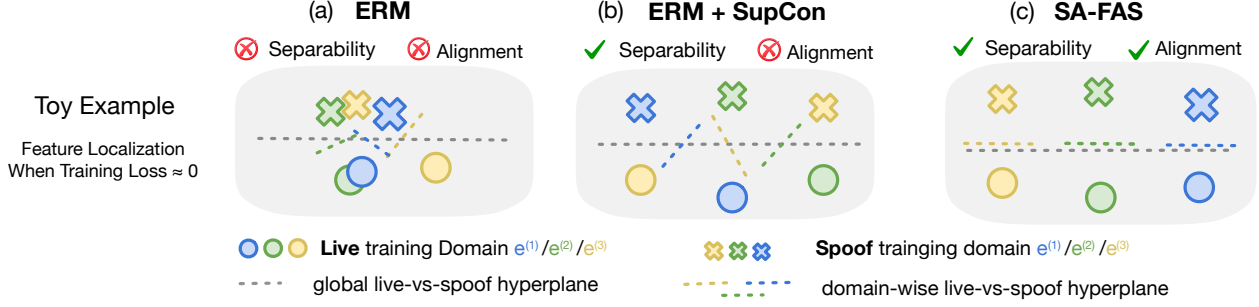 (a) ERM
(b) ERM + SupCon
(c) SA-FAS
Separability Alignment
Separability Alignment
Separability Alignment
Toy Example
Feature Localization
When Training Loss ≈ 0
Live training Domain e(1) /e(2) /e(3)
Spoof trainging domain e(1) /e(2) /e(3)
global live-vs-spoof hyperplane
domain-wise live-vs-spoof hyperplane